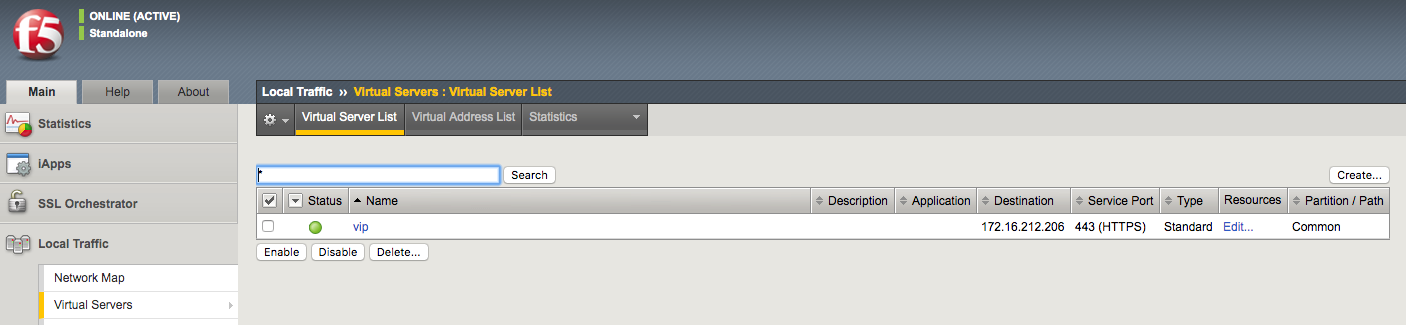 f5
ONLINE (ACTIVE)
Standalone
Main Help About
Local Traffic ›› Virtual Servers : Virtual Server List
Virtual Server List Virtual Address List Statistics
Statistics
iApps
SSL Orchestrator
Local Traffic
Network Map
Virtual Servers
* Search Create...
Status Name Description Application Destination Service Port Type Resources Partition / Path
vip 172.16.212.206 443 (HTTPS) Standard Edit... Common
Enable Disable Delete...